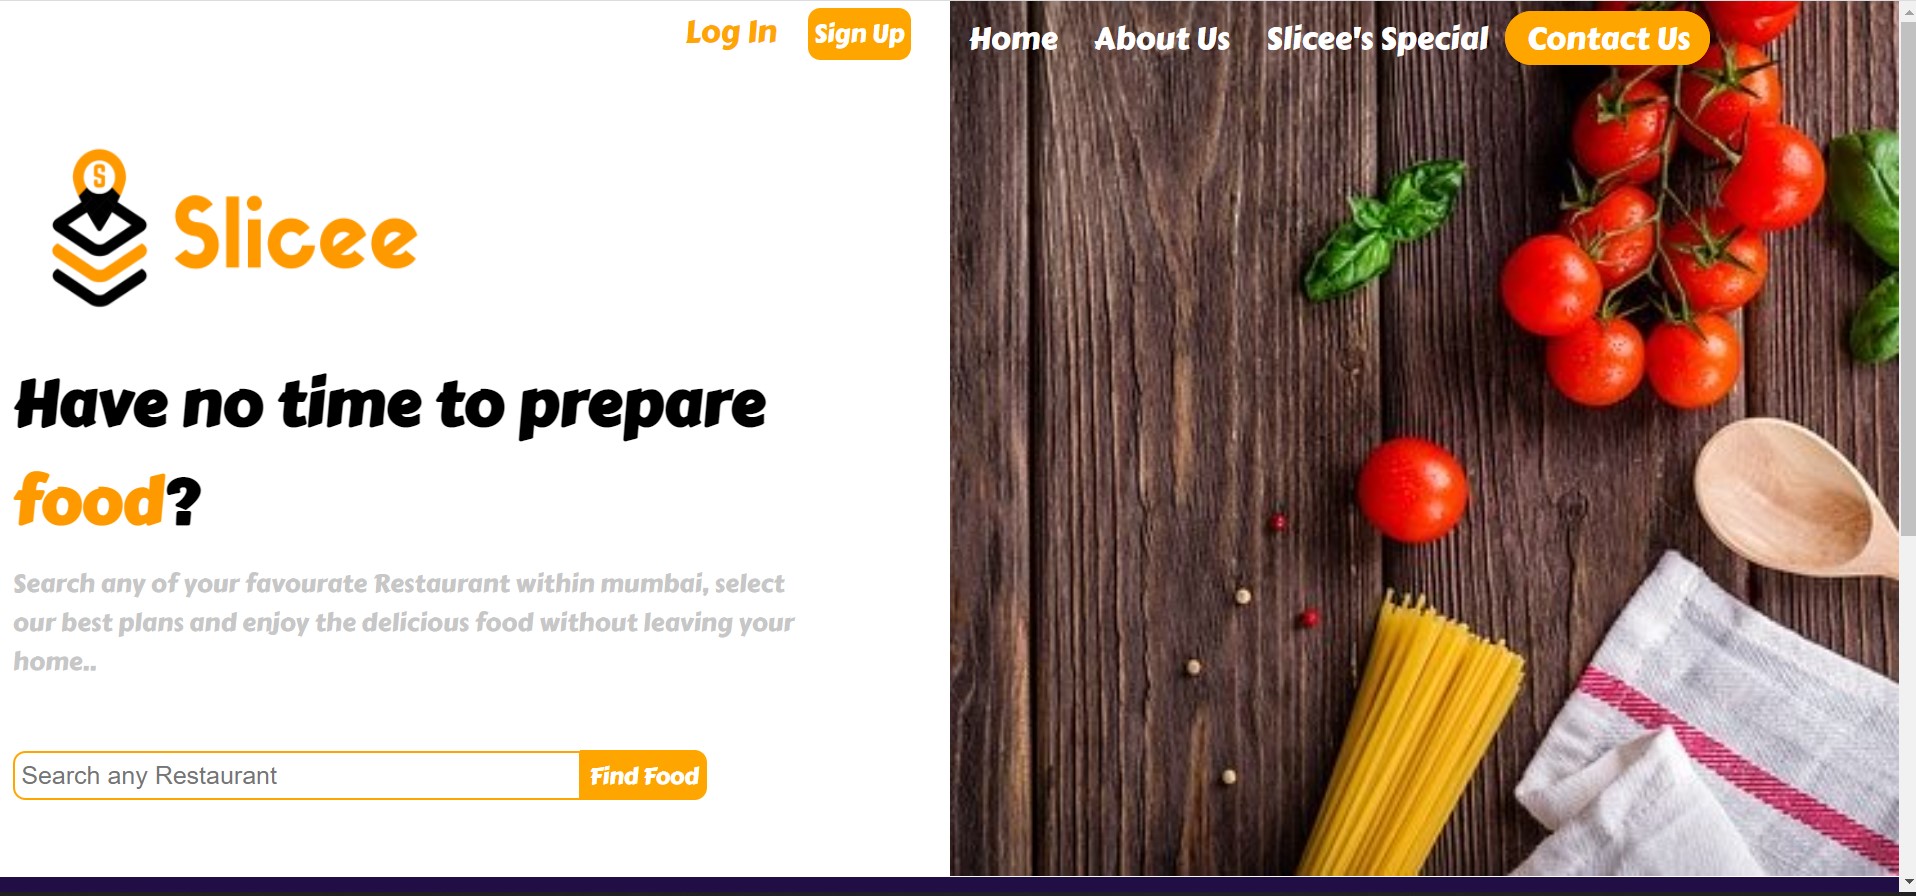 Log In
Sign Up
Home
About Us
Slicee's Special
Contact Us
S
Slicee
Have no time to prepare
food?
Search any of your favourate Restaurant within mumbai, select
our best plans and enjoy the delicious food without leaving your
home..
Search any Restaurant
Find Food